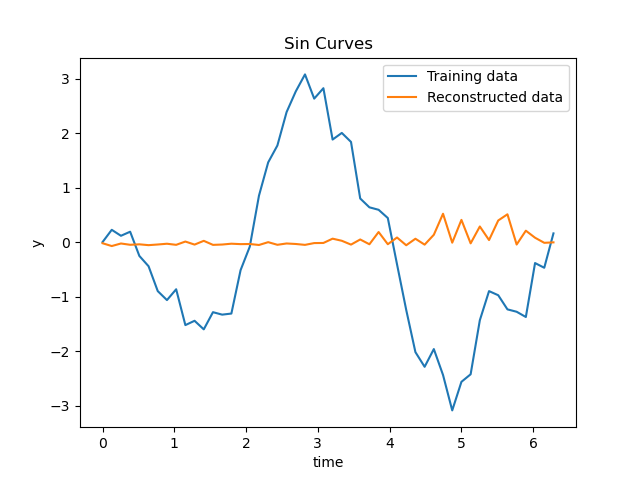 Sin Curves
Training data
Reconstructed data
y
3
2
1
0
−1
−2
−3
0 1 2 3 4 5 6
time